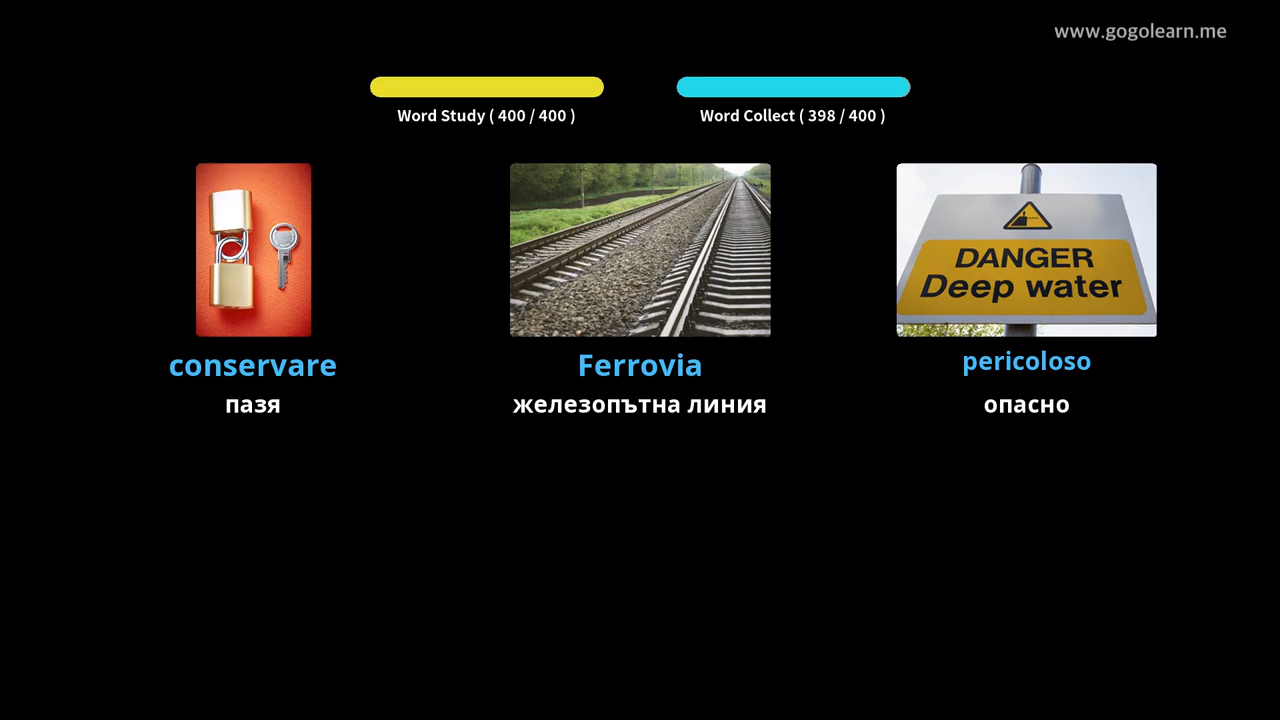 www.gogolearn.me
Word Study ( 400 / 400 )
Word Collect ( 398 / 400 )
DANGER
Deep water
conservare
Ferrovia
pericoloso
пазя
железопътна линия
опасно